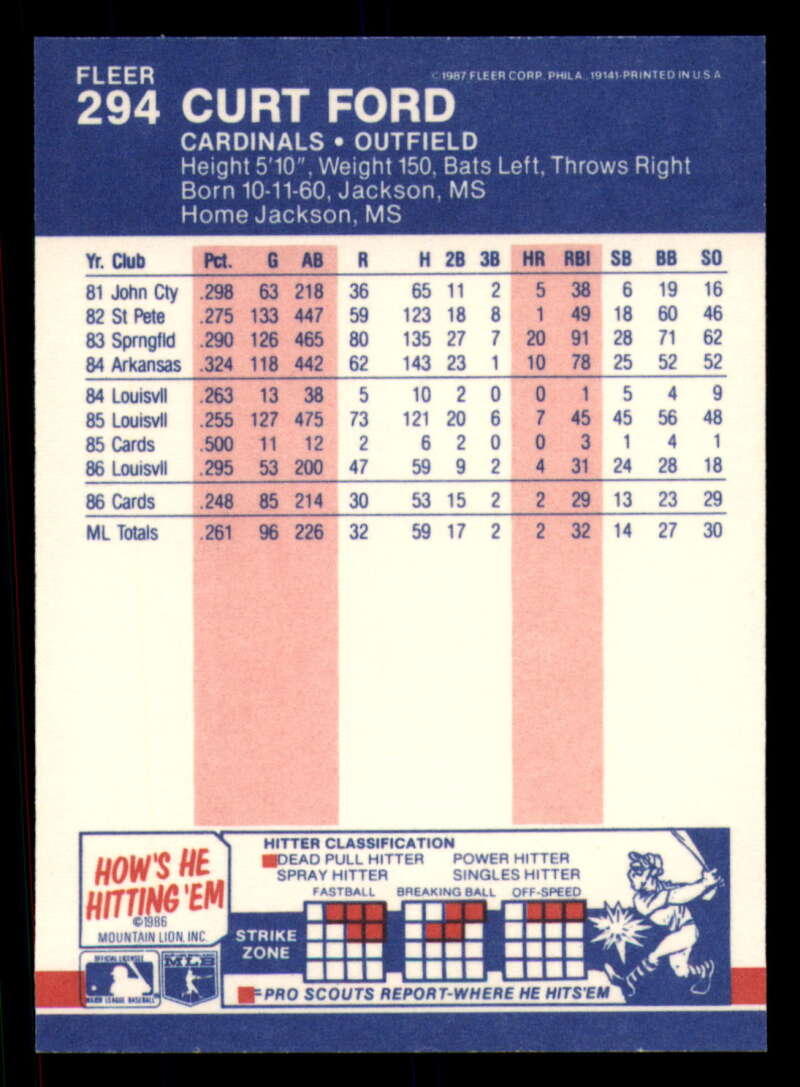 FLEER
©1987 FLEER CORP. PHILA., 19141-PRINTED IN U.S.A.
294 CURT FORD
CARDINALS • OUTFIELD
Height 5'10", Weight 150, Bats Left, Throws Right
Born 10-11-60, Jackson, MS
Home Jackson, MS
Yr. Club Pct. G AB R H 2B 3B HR RBI SB BB SO
81 John Cty .298 63 218 36 65 11 2 5 38 6 19 16
82 St Pete .275 133 447 59 123 18 8 1 49 18 60 46
83 Sprngfld .290 126 465 80 135 27 7 20 91 28 71 62
84 Arkansas .324 118 442 62 143 23 1 10 78 25 52 52
84 Louisvll .263 13 38 5 10 2 0 0 1 5 4 9
85 Louisvll .255 127 475 73 121 20 6 7 45 45 56 48
85 Cards .500 11 12 2 6 2 0 0 3 1 4 1
86 Louisvll .295 53 200 47 59 9 2 4 31 24 28 18
86 Cards .248 85 214 30 53 15 2 2 29 13 23 29
ML Totals .261 96 226 32 59 17 2 2 32 14 27 30
HOW'S HE
HITTING 'EM
©1986
MOUNTAIN LION, INC.
HITTER CLASSIFICATION
DEAD PULL HITTER POWER HITTER
SPRAY HITTER SINGLES HITTER
FASTBALL BREAKING BALL OFF-SPEED
STRIKE
ZONE
=PRO SCOUTS REPORT-WHERE HE HITS 'EM
OFFICIAL LICENSEE
MAJOR LEAGUE BASEBALL
MLB